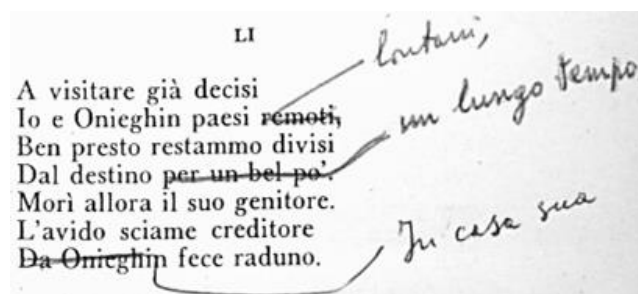 LI
lontani,
A visitare già decisi
Io e Onieghin paesi remoti,
un lungo tempo
Ben presto restammo divisi
Dal destino per un bel po'.
Morì allora il suo genitore.
L'avido sciame creditore
In casa sua
Da Onieghin fece raduno.